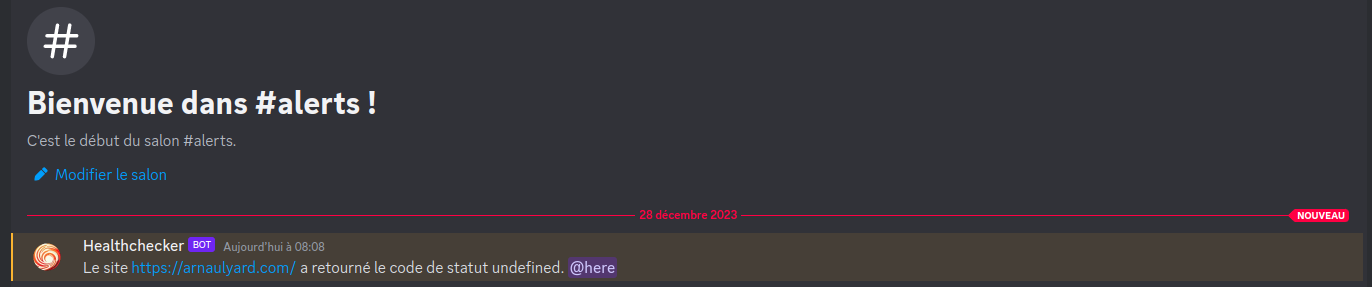 Bienvenue dans #alerts !
C'est le début du salon #alerts.
Modifier le salon
28 décembre 2023 NOUVEAU
Healthchecker BOT Aujourd'hui à 08:08
Le site https://arnaulyard.com/ a retourné le code de statut undefined. @here